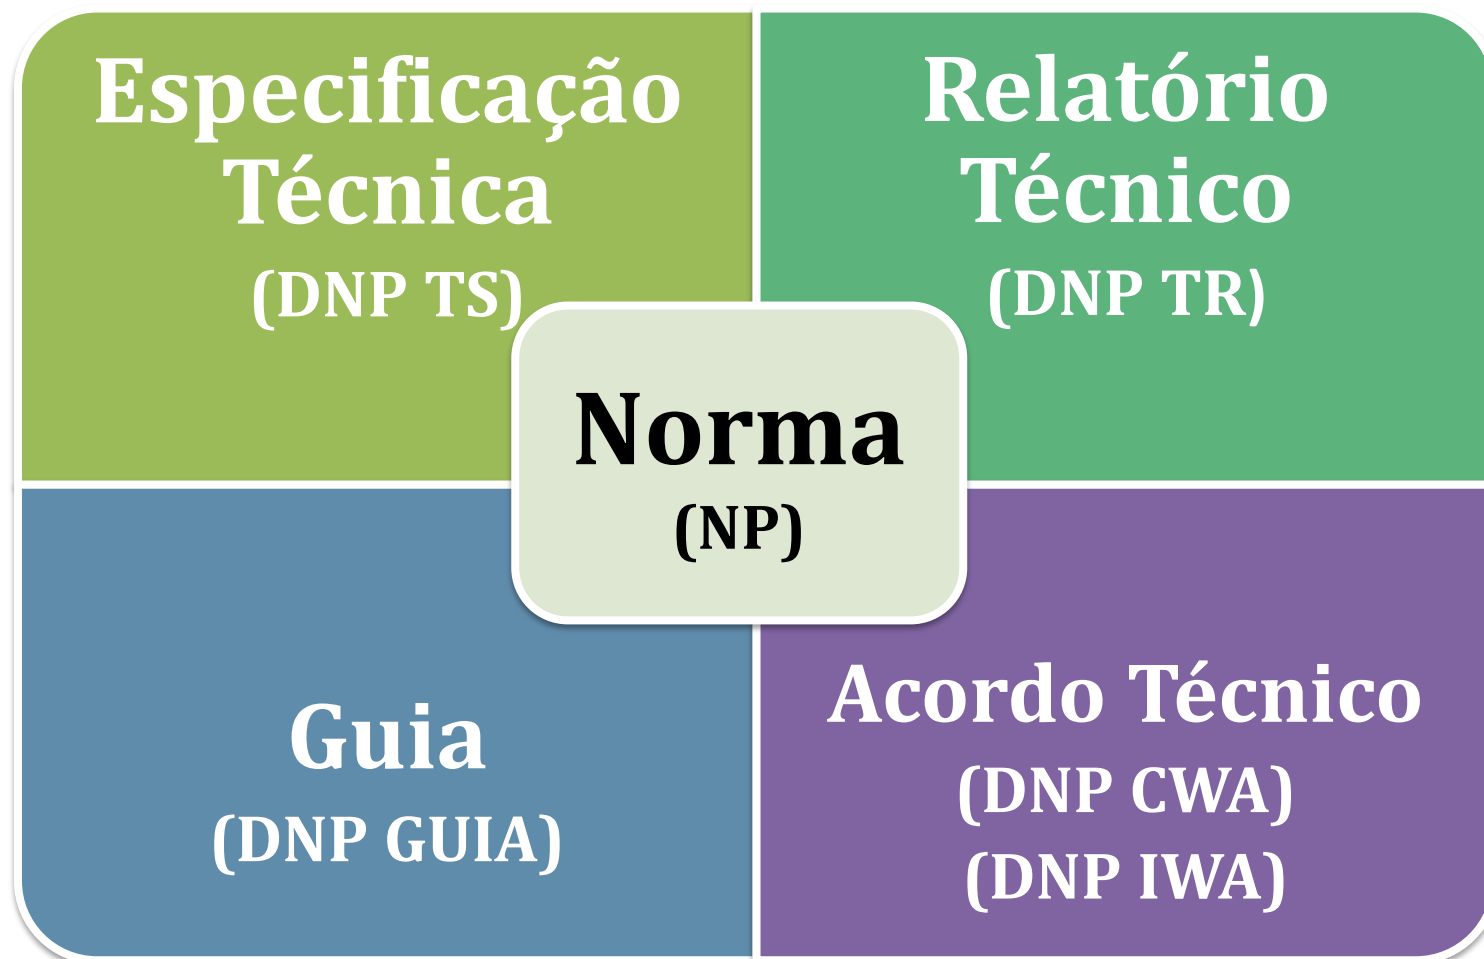 Especificação
Técnica
(DNP TS)
Relatório
Técnico
(DNP TR)
Norma
(NP)
Guia
(DNP GUIA)
Acordo Técnico
(DNP CWA)
(DNP IWA)